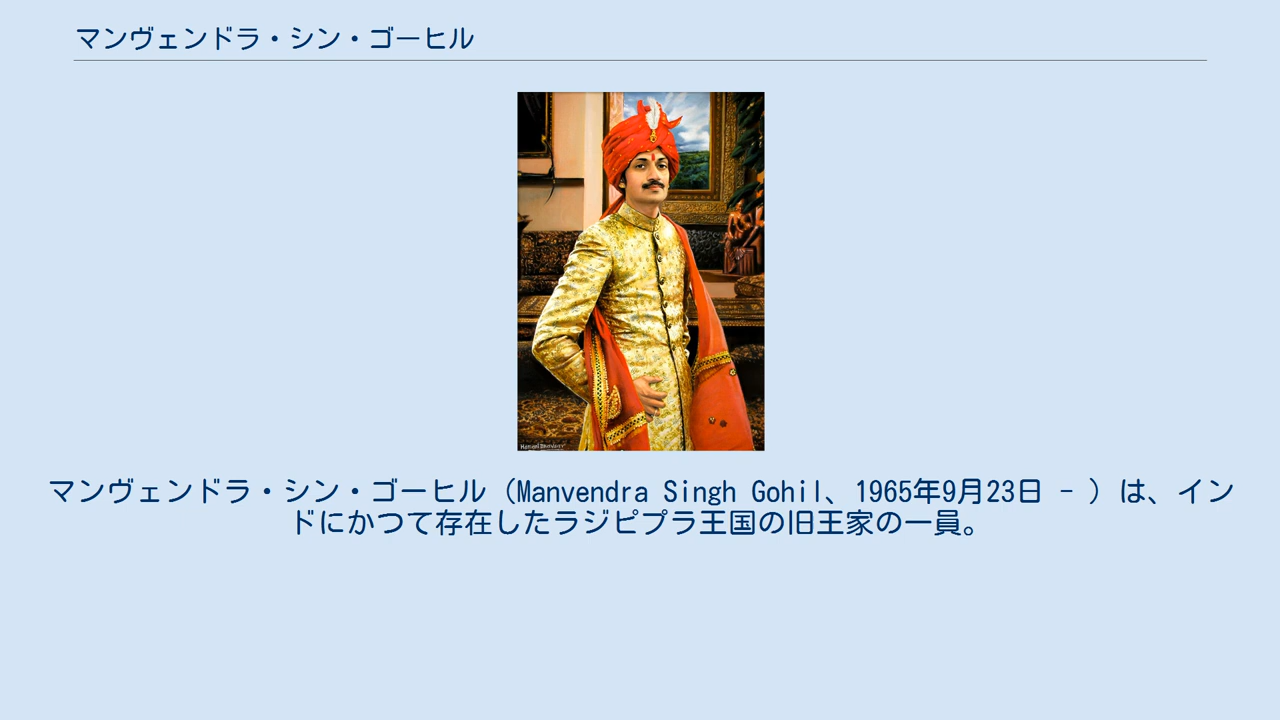 マンヴェンドラ・シン・ゴーヒル
マンヴェンドラ・シン・ゴーヒル（Manvendra Singh Gohil、1965年9月23日 - ）は、イン
ドにかつて存在したラジピプラ王国の旧王家の一員。